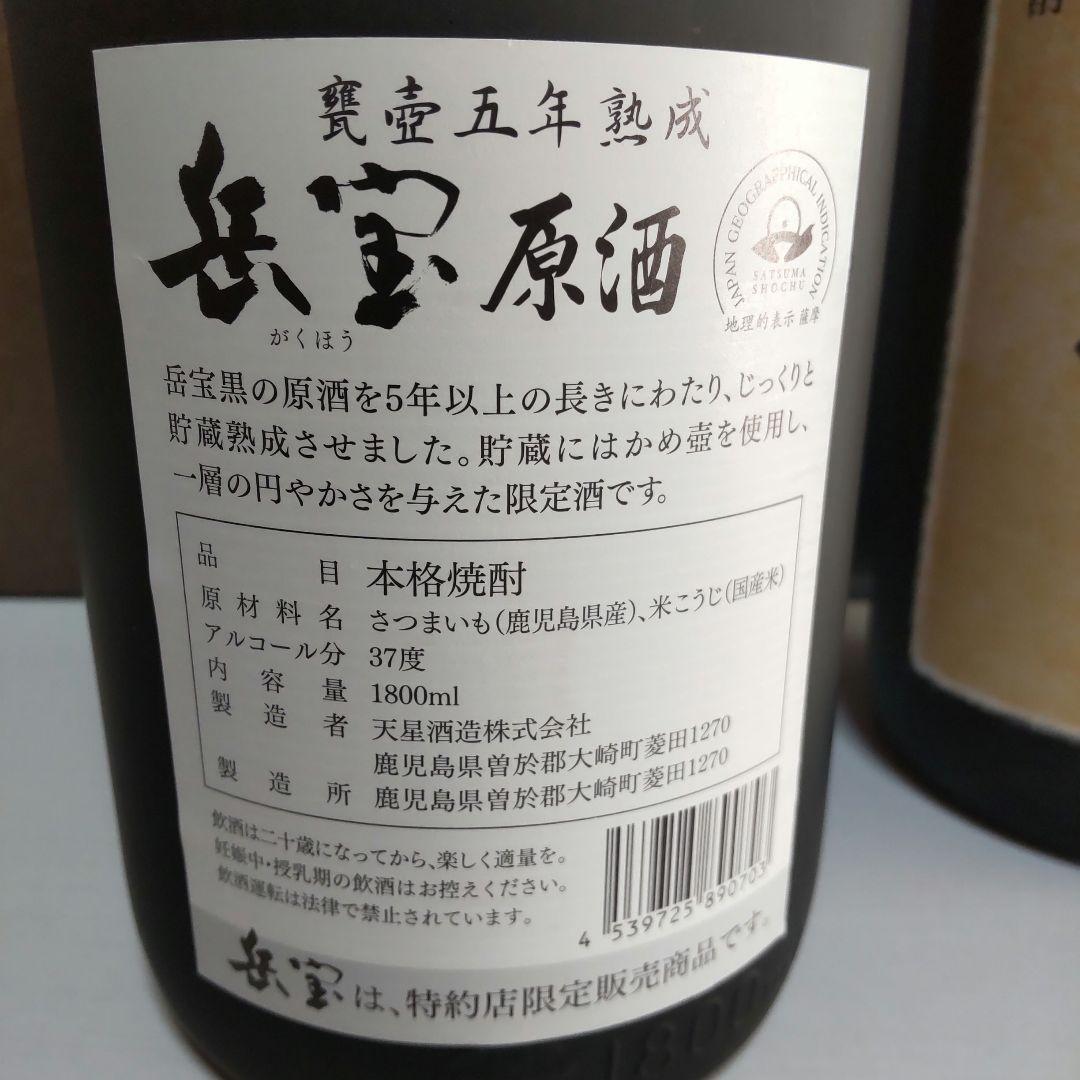 甕壺五年熟成
岳宝原酒
がくほう
JAPAN GEOGRAPHICAL INDICATION
SATSUMA
SHOCHU
地理的表示 薩摩
岳宝黒の原酒を5年以上の長きにわたり、じっくりと
貯蔵熟成させました。貯蔵にはかめ壺を使用し、
一層の円やかさを与えた限定酒です。
品目 本格焼酎
原材料名 さつまいも(鹿児島県産)、米こうじ(国産米)
アルコール分 37度
内容量 1800ml
製造者 天星酒造株式会社
鹿児島県曽於郡大崎町菱田1270
製造所 鹿児島県曽於郡大崎町菱田1270
飲酒は二十歳になってから、楽しく適量を。
妊娠中・授乳期の飲酒はお控えください。
飲酒運転は法律で禁止されています。
4 539725 890703
岳宝は、特約店限定販売商品です。
1800